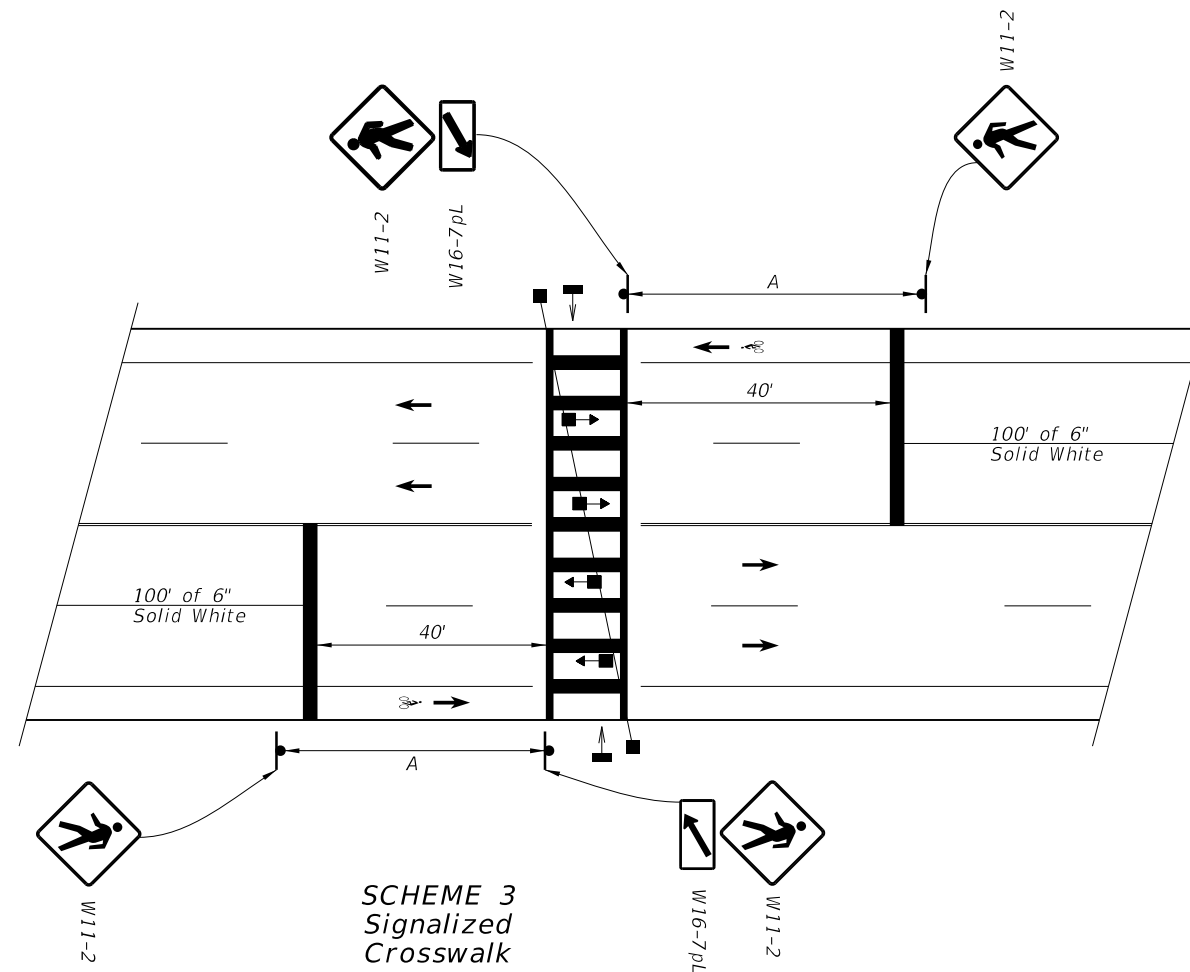 W11-2
W11-2
W16-7pL
A
40'
100' of 6"
Solid White
100' of 6"
Solid White
40'
A
W11-2
W16-7pL
W11-2
SCHEME 3
Signalized
Crosswalk